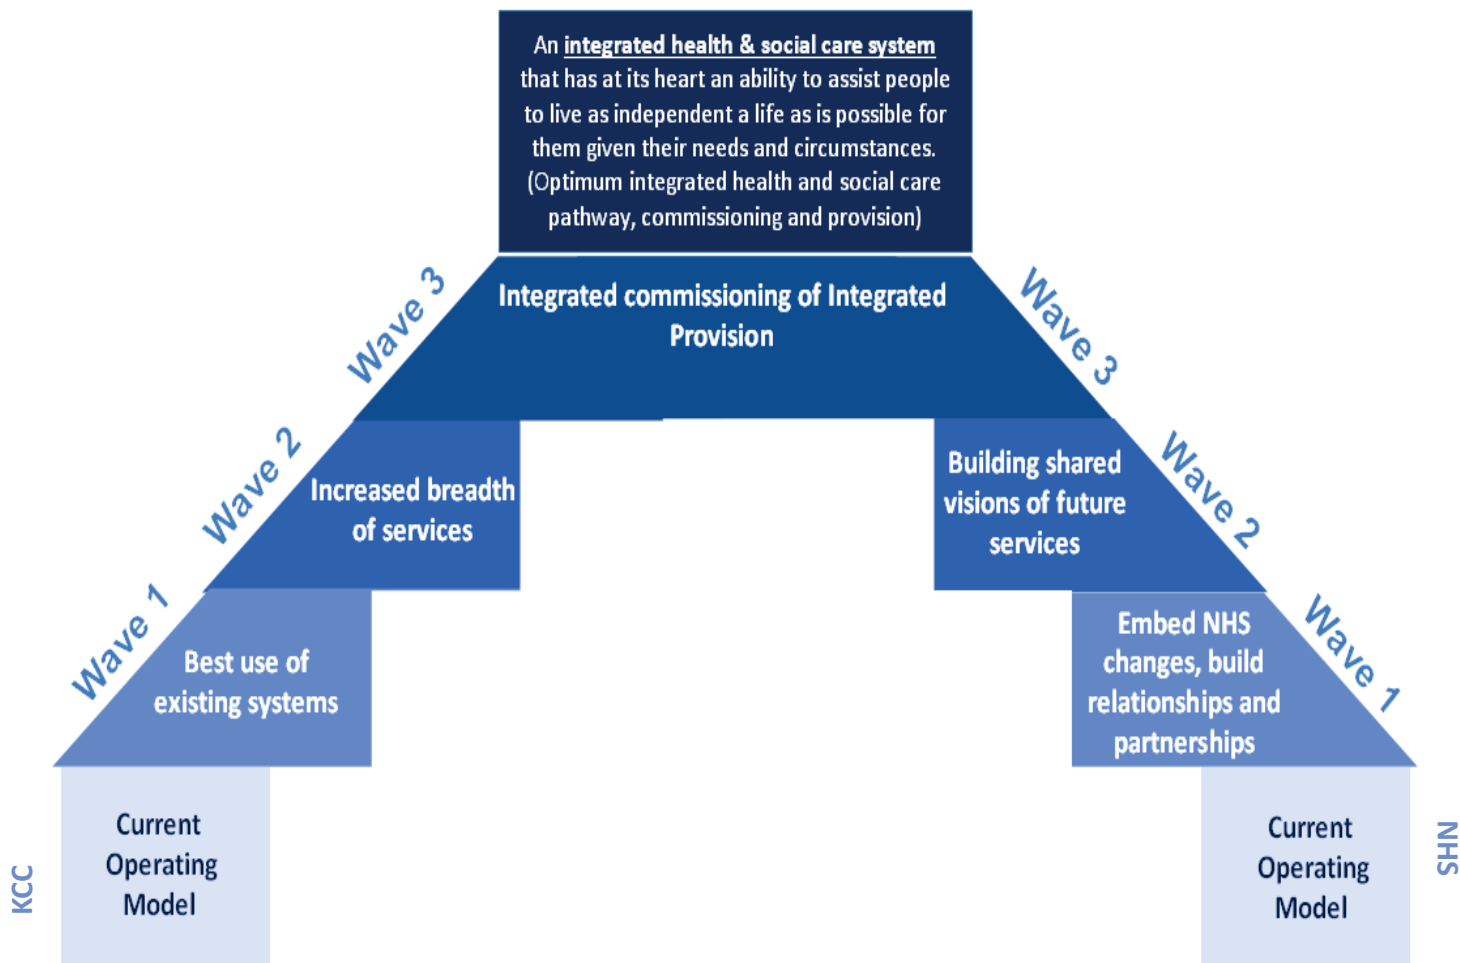 An integrated health & social care system
that has at its heart an ability to assist people
to live as independent a life as is possible for
them given their needs and circumstances.
(Optimum integrated health and social care
pathway, commissioning and provision)
Wave 3
Integrated commissioning of Integrated
Provision
Wave 3
Wave 2
Increased breadth
of services
Building shared
visions of future
services
Wave 2
Wave 1
Best use of
existing systems
Embed NHS
changes, build
relationships and
partnerships
Wave 1
KCC
Current
Operating
Model
Current
Operating
Model
NHS